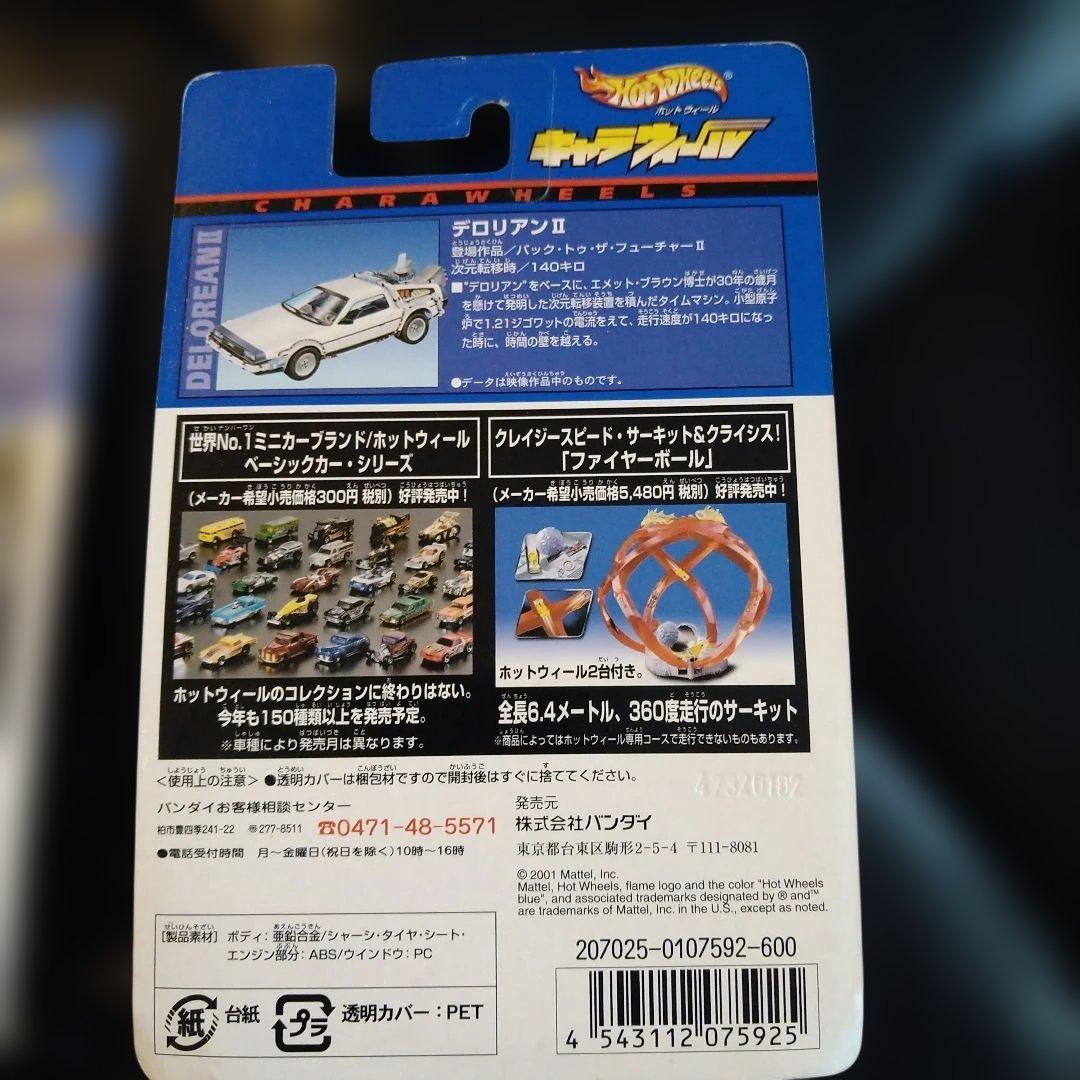 Hot Wheels®
ホットウィール
キャラウィール
CHARAWHEELS
DELOREAN II
デロリアンⅡ
登場作品/バック・トゥ・ザ・フューチャーⅡ
次元転移時/140キロ
■"デロリアン"をベースに、エメット・ブラウン博士が30年の歳月
を懸けて発明した次元転移装置を積んだタイムマシン。小型原子
炉で1.21ジゴワットの電流をえて、走行速度が140キロになっ
た時に、時間の壁を越える。
●データは映像作品中のものです。
世界No.1ミニカーブランド/ホットウィール
ベーシックカー・シリーズ
(メーカー希望小売価格300円 税別) 好評発売中!
ホットウィールのコレクションに終わりはない。
今年も150種類以上を発売予定。
※車種により発売月は異なります。
クレイジースピード・サーキット&クライシス!
「ファイヤーボール」
(メーカー希望小売価格5,480円 税別) 好評発売中!
ホットウィール2台付き。
全長6.4メートル、360度走行のサーキット
※商品によってはホットウィール専用コースで走行できないものもあります。
<使用上の注意> ●透明カバーは梱包材ですので開封後はすぐに捨ててください。
47320102
バンダイお客様相談センター
柏市豊四季241-22 〠277-8511 ☎0471-48-5571
●電話受付時間 月〜金曜日(祝日を除く)10時〜16時
発売元
株式会社バンダイ
東京都台東区駒形2-5-4 〒111-8081
© 2001 Mattel, Inc.
Mattel, Hot Wheels, flame logo and the color "Hot Wheels
blue", and associated trademarks designated by ® and™
are trademarks of Mattel, Inc. in the U.S., except as noted.
[製品素材] ボディ:亜鉛合金/シャーシ・タイヤ・シート・
エンジン部分:ABS/ウインドウ:PC
紙 台紙 プラ 透明カバー:PET
207025-0107592-600
4 543112 075925